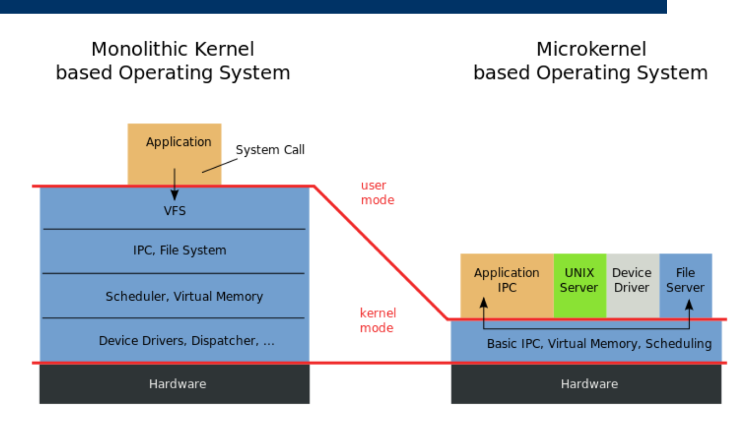 Monolithic Kernel
based Operating System
Microkernel
based Operating System
Application
System Call
VFS
IPC, File System
Scheduler, Virtual Memory
Device Drivers, Dispatcher, ...
Hardware
user
mode
kernel
mode
Application
IPC
UNIX
Server
Device
Driver
File
Server
Basic IPC, Virtual Memory, Scheduling
Hardware